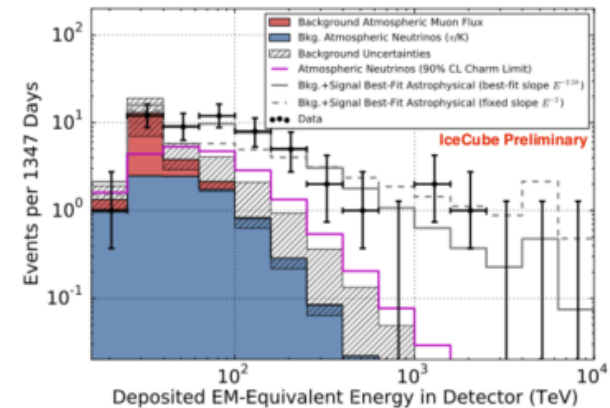 Background Atmospheric Muon Flux
Bkg. Atmospheric Neutrinos (π/K)
Background Uncertainties
Atmospheric Neutrinos (90% CL Charm Limit)
Bkg.+Signal Best-Fit Astrophysical (best-fit slope E^−2.58)
Bkg.+Signal Best-Fit Astrophysical (fixed slope E^−2)
Data
IceCube Preliminary
Events per 1347 Days
10²
10¹
10⁰
10⁻¹
10² 10³ 10⁴
Deposited EM-Equivalent Energy in Detector (TeV)